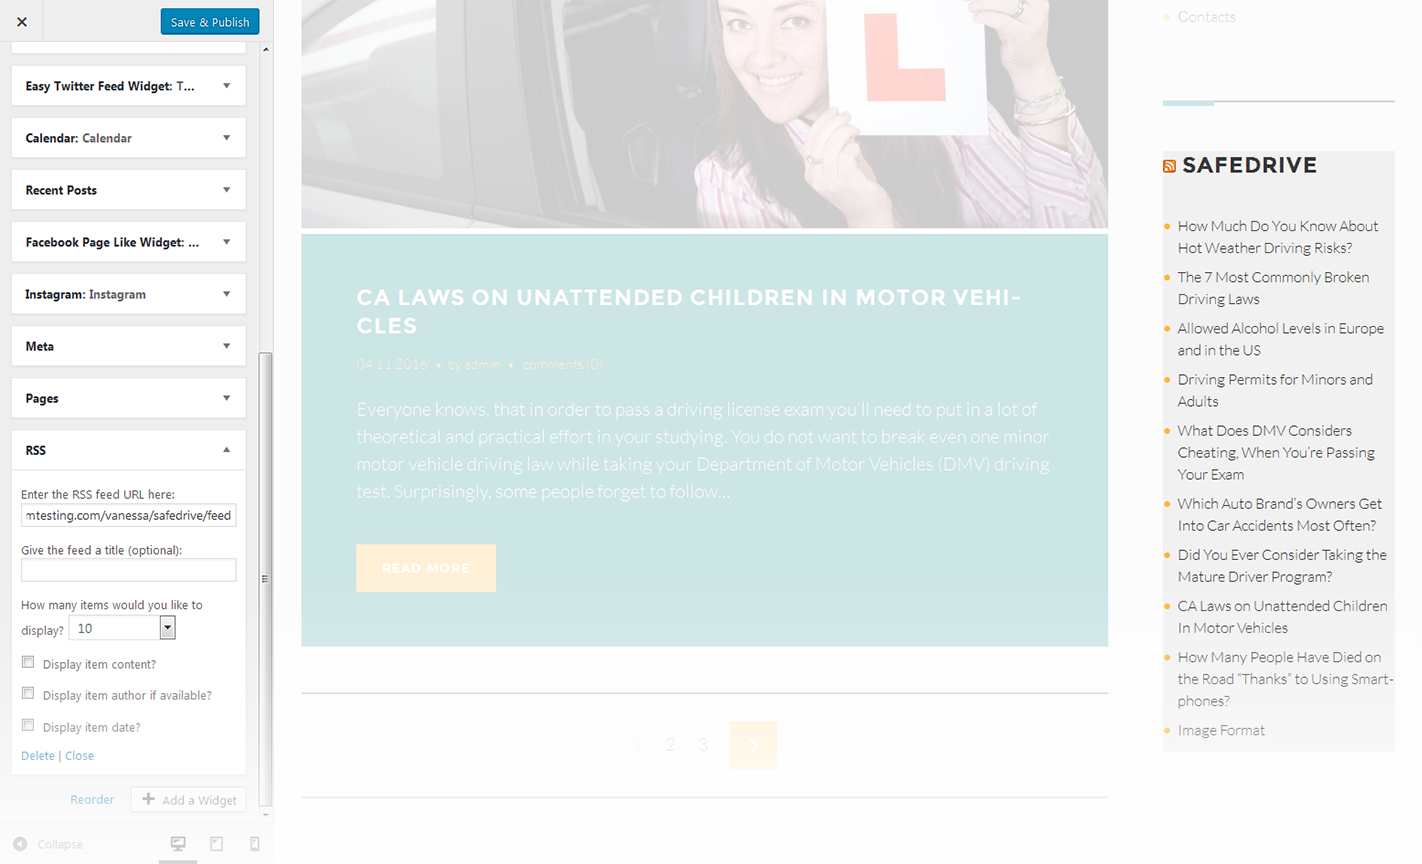 Save & Publish
Easy Twitter Feed Widget: T...
Calendar: Calendar
Recent Posts
Facebook Page Like Widget: ...
Instagram: Instagram
Meta
Pages
RSS
Enter the RSS feed URL here:
mtesting.com/vanessa/safedrive/feed
Give the feed a title (optional):
How many items would you like to
display? 10
Display item content?
Display item author if available?
Display item date?
Delete | Close
Reorder
Add a Widget
Collapse
L
CA LAWS ON UNATTENDED CHILDREN IN MOTOR VEHI-
CLES
04.11.2016 • by admin • comments (0)
Everyone knows, that in order to pass a driving license exam you'll need to put in a lot of
theoretical and practical effort in your studying. You do not want to break even one minor
motor vehicle driving law while taking your Department of Motor Vehicles (DMV) driving
test. Surprisingly, some people forget to follow...
READ MORE
1 2 3
Contacts
SAFEDRIVE
How Much Do You Know About
Hot Weather Driving Risks?
The 7 Most Commonly Broken
Driving Laws
Allowed Alcohol Levels in Europe
and in the US
Driving Permits for Minors and
Adults
What Does DMV Considers
Cheating, When You're Passing
Your Exam
Which Auto Brand's Owners Get
Into Car Accidents Most Often?
Did You Ever Consider Taking the
Mature Driver Program?
CA Laws on Unattended Children
In Motor Vehicles
How Many People Have Died on
the Road "Thanks" to Using Smart-
phones?
Image Format